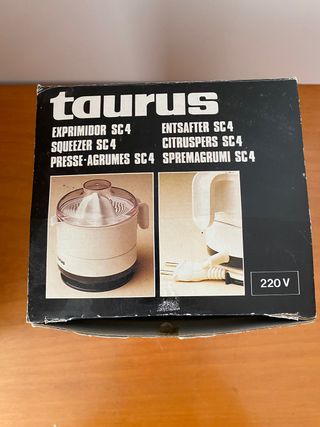 taurus
EXPRIMIDOR SC4
SQUEEZER SC4
PRESSE-AGRUMES SC4
ENTSAFTER SC4
CITRUSPERS SC4
SPREMAGRUMI SC4
220 V